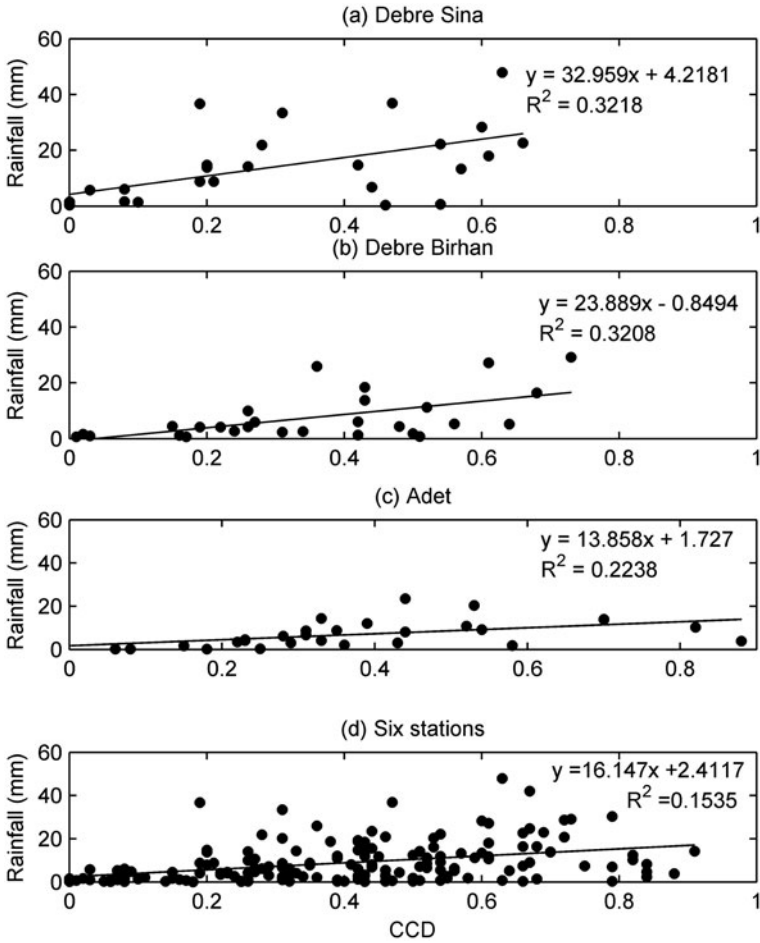 (a) Debre Sina
60
40
20
0
Rainfall (mm)
y = 32.959x + 4.2181
R² = 0.3218
0 0.2 0.4 0.6 0.8 1
(b) Debre Birhan
60
40
20
0
Rainfall (mm)
y = 23.889x - 0.8494
R² = 0.3208
0 0.2 0.4 0.6 0.8 1
(c) Adet
60
40
20
0
Rainfall (mm)
y = 13.858x + 1.727
R² = 0.2238
0 0.2 0.4 0.6 0.8
(d) Six stations
60
40
20
0
Rainfall (mm)
y =16.147x +2.4117
R² =0.1535
0 0.2 0.4 0.6 0.8 1
CCD